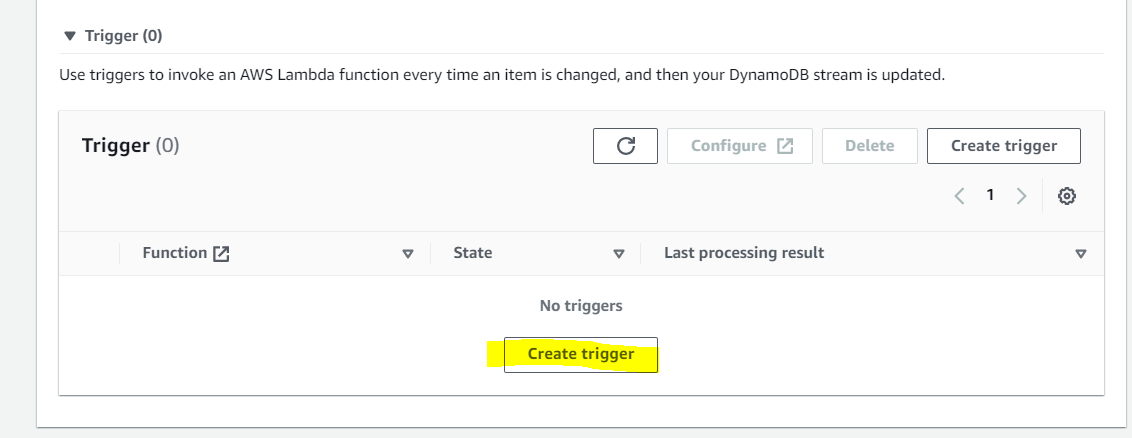 Trigger (0)
Use triggers to invoke an AWS Lambda function every time an item is changed, and then your DynamoDB stream is updated.
Trigger (0)
Configure
Delete
Create trigger
1
Function
State
Last processing result
No triggers
Create trigger